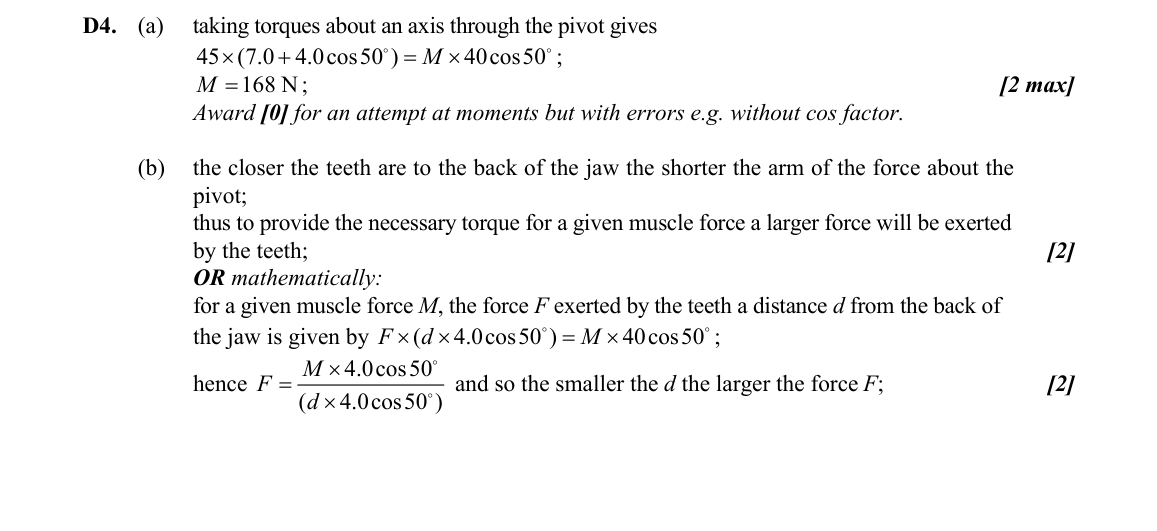 D4. (a) taking torques about an axis through the pivot gives
45×(7.0+4.0cos50°)= M ×40cos50°;
M =168 N;
[2 max]
Award [0] for an attempt at moments but with errors e.g. without cos factor.
(b) the closer the teeth are to the back of the jaw the shorter the arm of the force about the
pivot;
thus to provide the necessary torque for a given muscle force a larger force will be exerted
by the teeth;
[2]
OR mathematically:
for a given muscle force M, the force F exerted by the teeth a distance d from the back of
the jaw is given by F×(d×4.0cos50°)= M ×40cos50°;
hence F = M×4.0cos50° / (d×4.0cos50°) and so the smaller the d the larger the force F;
[2]